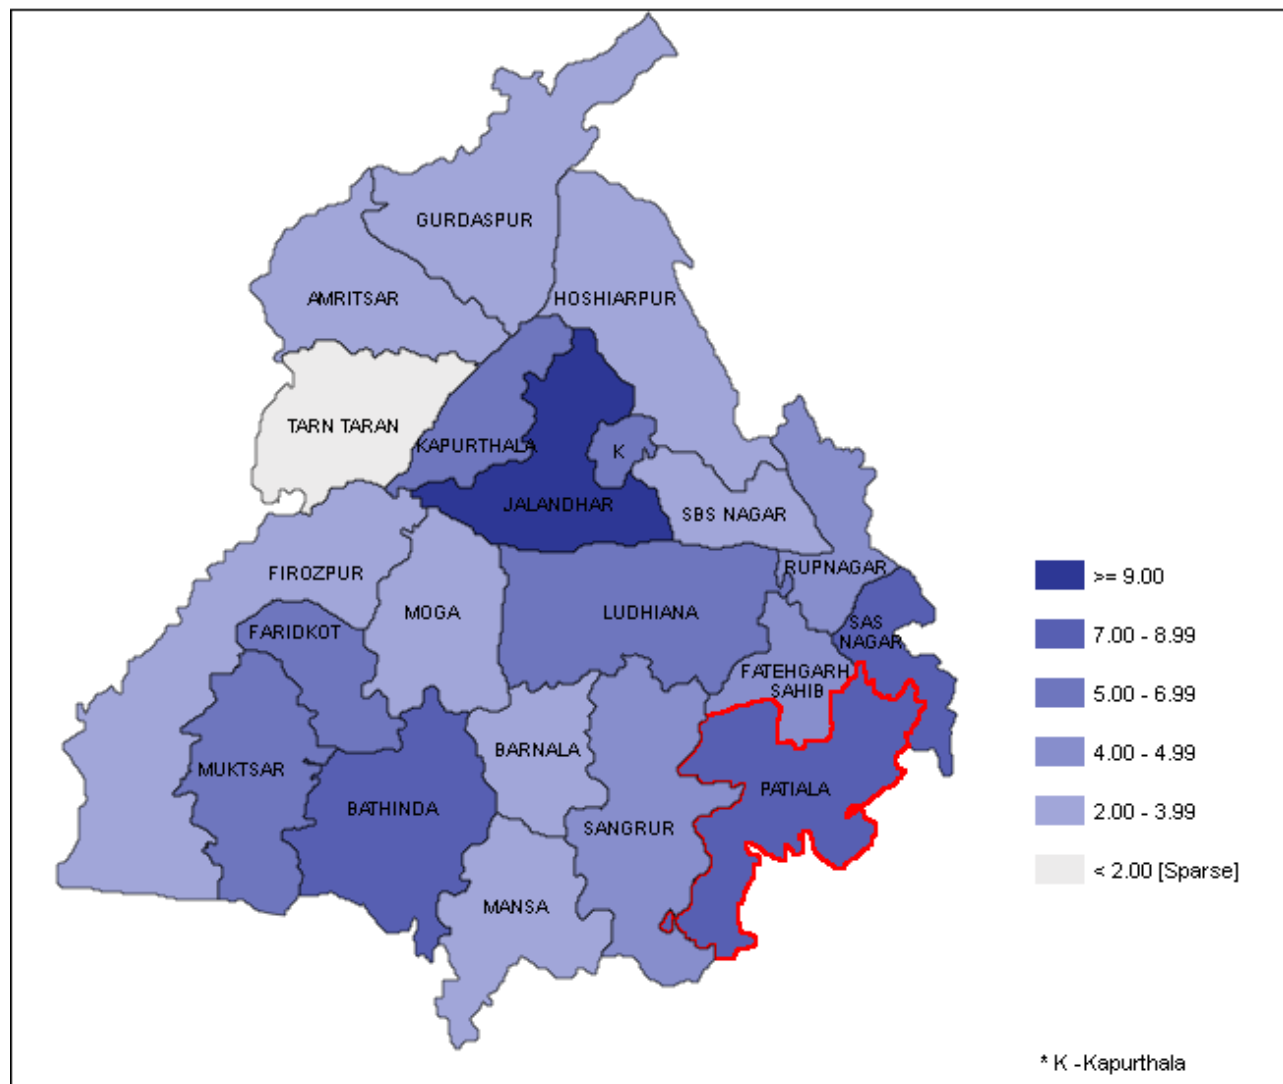 GURDASPUR
AMRITSAR
HOSHIARPUR
TARN TARAN
KAPURTHALA
K
JALANDHAR
SBS NAGAR
FIROZPUR
RUPNAGAR
MOGA
LUDHIANA
FARIDKOT
SAS
NAGAR
FATEHGARH
SAHIB
BARNALA
MUKTSAR
PATIALA
BATHINDA
SANGRUR
MANSA
>= 9.00
7.00 - 8.99
5.00 - 6.99
4.00 - 4.99
2.00 - 3.99
< 2.00 [Sparse]
* K -Kapurthala